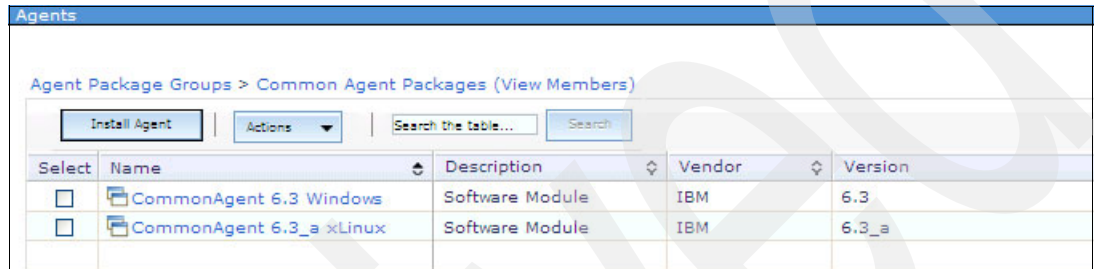 Agents
Agent Package Groups > Common Agent Packages (View Members)
Install Agent | Actions | Search the table... Search
Select Name Description Vendor Version
CommonAgent 6.3 Windows Software Module IBM 6.3
CommonAgent 6.3_a xLinux Software Module IBM 6.3_a